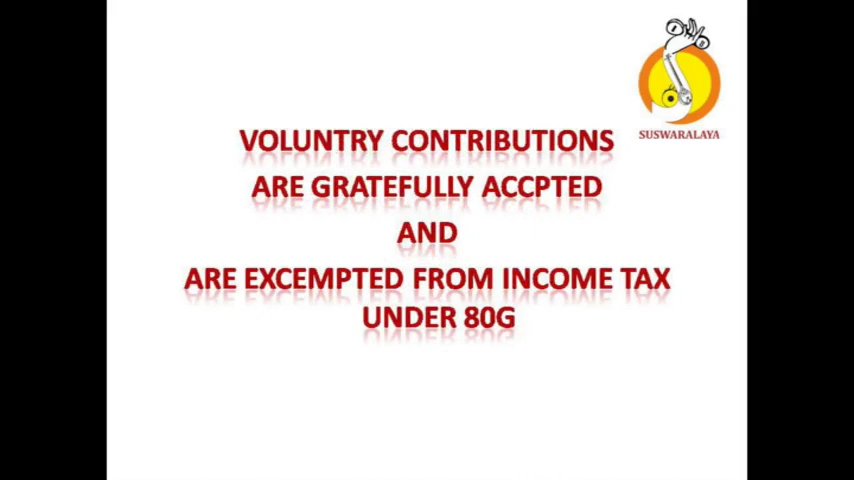 SUSWARALAYA
VOLUNTRY CONTRIBUTIONS
ARE GRATEFULLY ACCPTED
AND
ARE EXCEMPTED FROM INCOME TAX
UNDER 80G